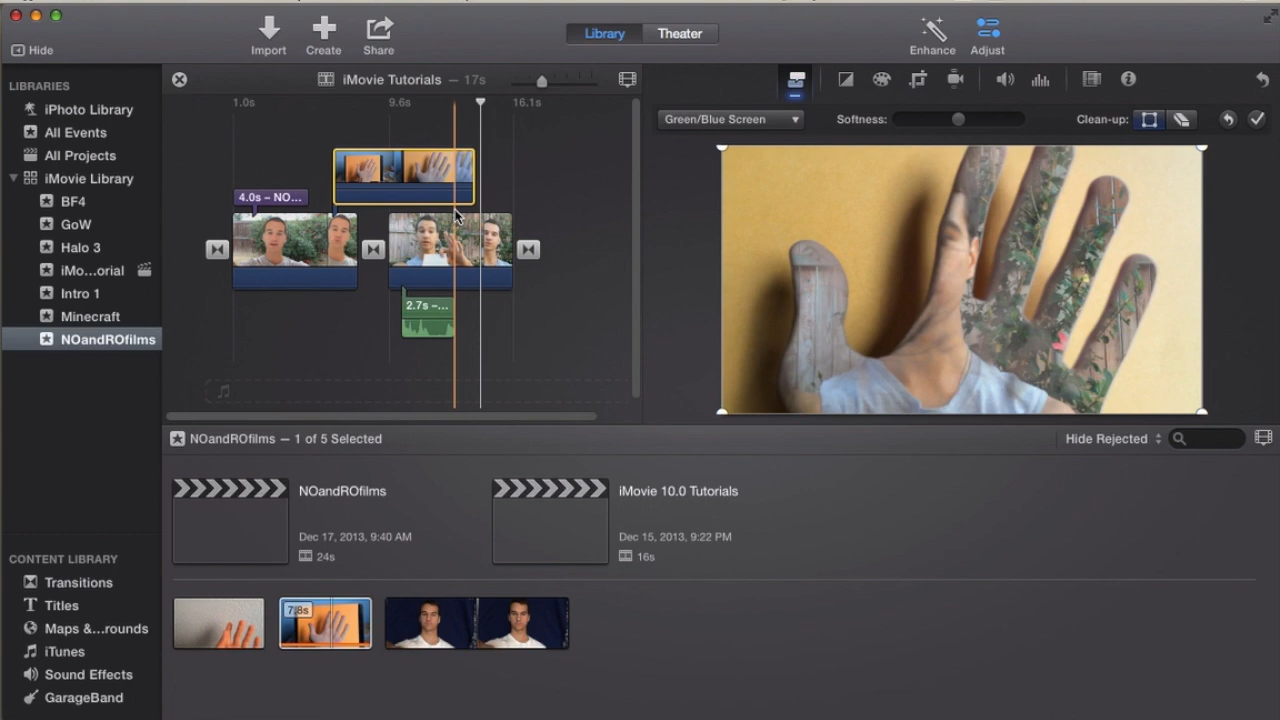 Import
Create
Share
Library
Theater
Enhance
Adjust
Hide
LIBRARIES
iPhoto Library
All Events
All Projects
iMovie Library
BF4
GoW
Halo 3
iMo...orial
Intro 1
Minecraft
NOandROfilms
CONTENT LIBRARY
Transitions
Titles
Maps &...rounds
iTunes
Sound Effects
GarageBand
iMovie Tutorials — 17s
1.0s
9.6s
16.1s
4.0s – NO...
2.7s –...
Green/Blue Screen
Softness:
Clean-up:
NOandROfilms — 1 of 5 Selected
Hide Rejected
NOandROfilms
Dec 17, 2013, 9:40 AM
24s
iMovie 10.0 Tutorials
Dec 15, 2013, 9:22 PM
16s
7.8s